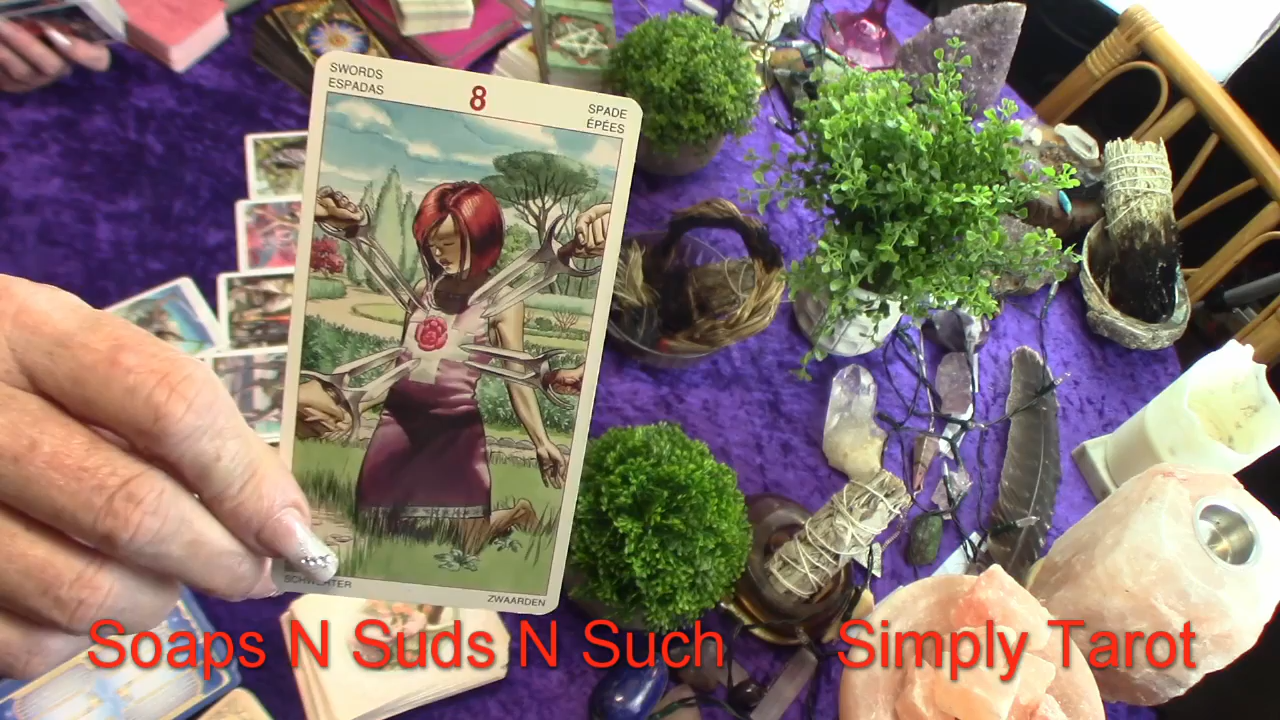 SWORDS
ESPADAS
8
SPADE
ÉPÉES
SCHWERTER
ZWAARDEN
Soaps N Suds N Such
Simply Tarot